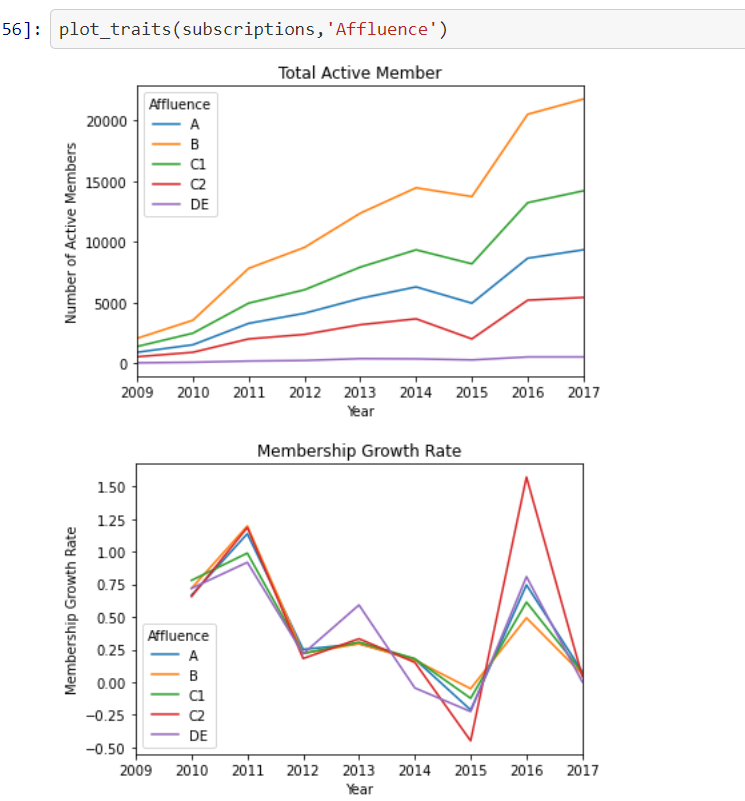 56]: plot_traits(subscriptions,'Affluence')
Total Active Member
Affluence
A
B
C1
C2
DE
20000
15000
10000
5000
0
Number of Active Members
2009 2010 2011 2012 2013 2014 2015 2016 2017
Year
Membership Growth Rate
1.50
1.25
1.00
0.75
0.50
0.25
0.00
−0.25
−0.50
Membership Growth Rate
Affluence
A
B
C1
C2
DE
2009 2010 2011 2012 2013 2014 2015 2016 2017
Year